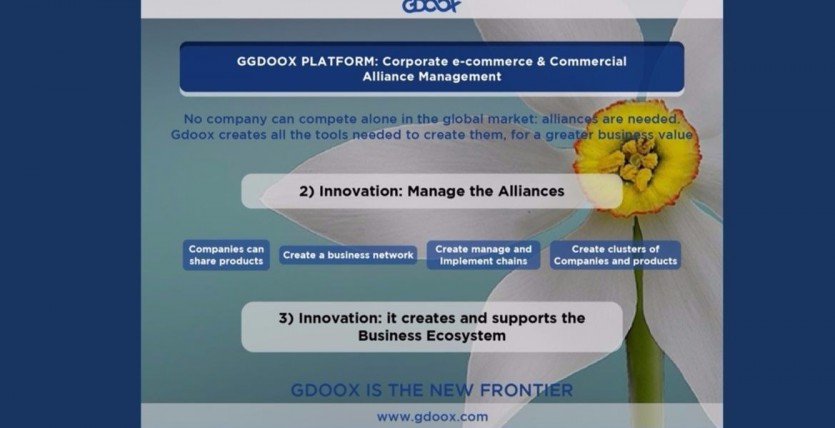 GDOOX
GGDOOX PLATFORM: Corporate e-commerce & Commercial
Alliance Management
No company can compete alone in the global market: alliances are needed.
Gdoox creates all the tools needed to create them, for a greater business value
2) Innovation: Manage the Alliances
Companies can
share products
Create a business network
Create manage and
Implement chains
Create clusters of
Companies and products
3) Innovation: it creates and supports the
Business Ecosystem
GDOOX IS THE NEW FRONTIER
www.gdoox.com